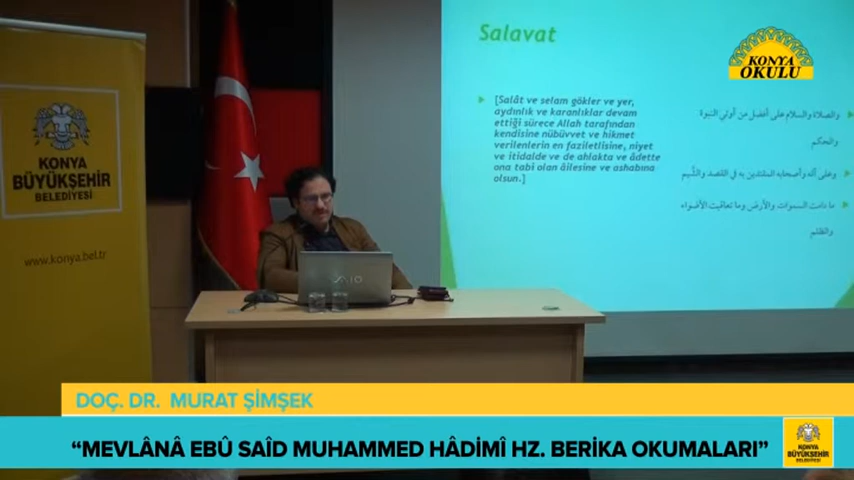 KONYA
BÜYÜKŞEHİR
BELEDİYESİ
www.konya.bel.tr
VAIO
Salavat
[Salât ve selam gökler ve yer,
aydınlık ve karanlıklar devam
ettiği sürece Allah tarafından
kendisine nübüvvet ve hikmet
verilenlerin en faziletlisine, niyet
ve itidalde ve de ahlakta ve âdette
ona tabi olan âilesine ve ashabına
olsun.]
والصلاة والسلام على أفضل من أوتي النبوة
والحكم
وعلى آله وأصحابه المقتدين به في القصد والشيم
ما دامت السموات والأرض وما تعاقبت الأضواء
والظلم
KONYA
OKULU
DOÇ. DR. MURAT ŞİMŞEK
“MEVLÂNÂ EBÛ SAÎD MUHAMMED HÂDİMÎ HZ. BERİKA OKUMALARI”
KONYA
BÜYÜKŞEHİR
BELEDİYESİ